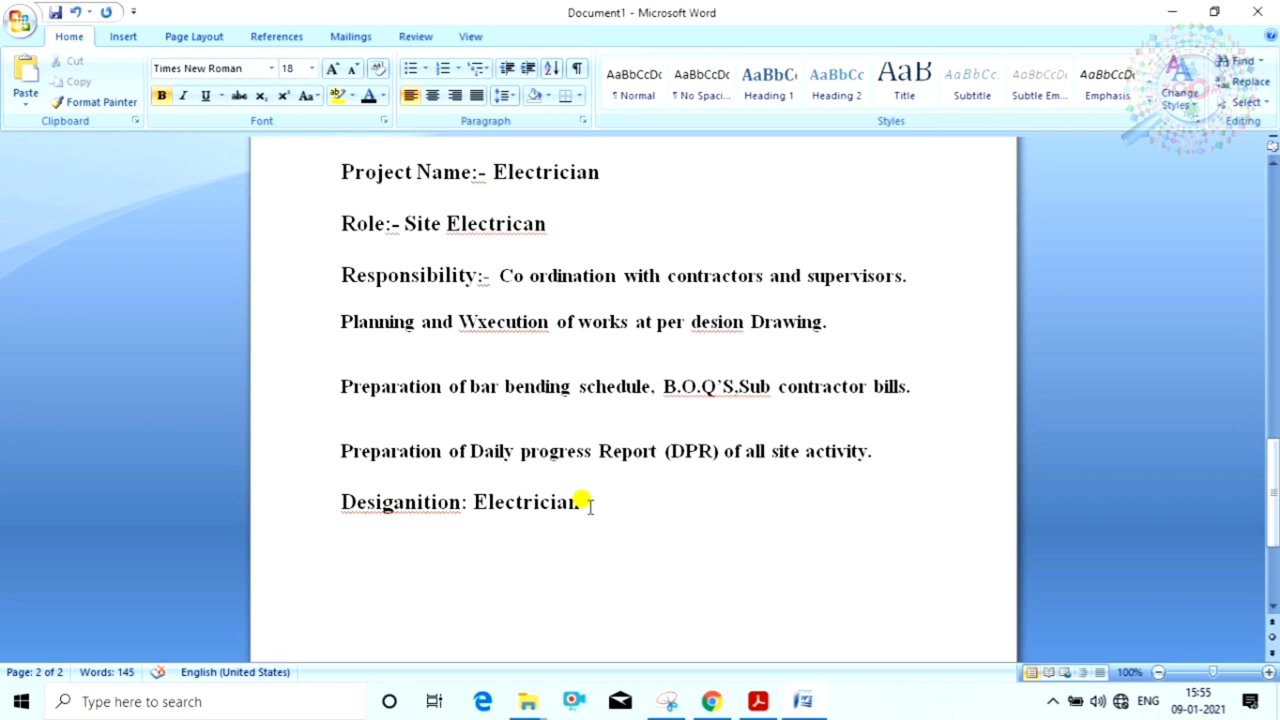 Document1 - Microsoft Word
Home Insert Page Layout References Mailings Review View
Paste
Cut
Copy
Format Painter
Clipboard
Times New Roman 18
Font
Paragraph
AaBbCcDc AaBbCcDc AaBbC( AaBbCc AaB AaBbCc. AaBbCcDc AaBbCcDc
¶ Normal ¶ No Spaci... Heading 1 Heading 2 Title Subtitle Subtle Em... Emphasis
Styles
Change Styles
Find
Replace
Select
Editing
Project Name:- Electrician
Role:- Site Electrican
Responsibility:- Co ordination with contractors and supervisors.
Planning and Wxecution of works at per desion Drawing.
Preparation of bar bending schedule, B.O.Q'S,Sub contractor bills.
Preparation of Daily progress Report (DPR) of all site activity.
Desiganition: Electrician
Page: 2 of 2 Words: 145 English (United States) 100%
Type here to search
ENG
15:55
09-01-2021